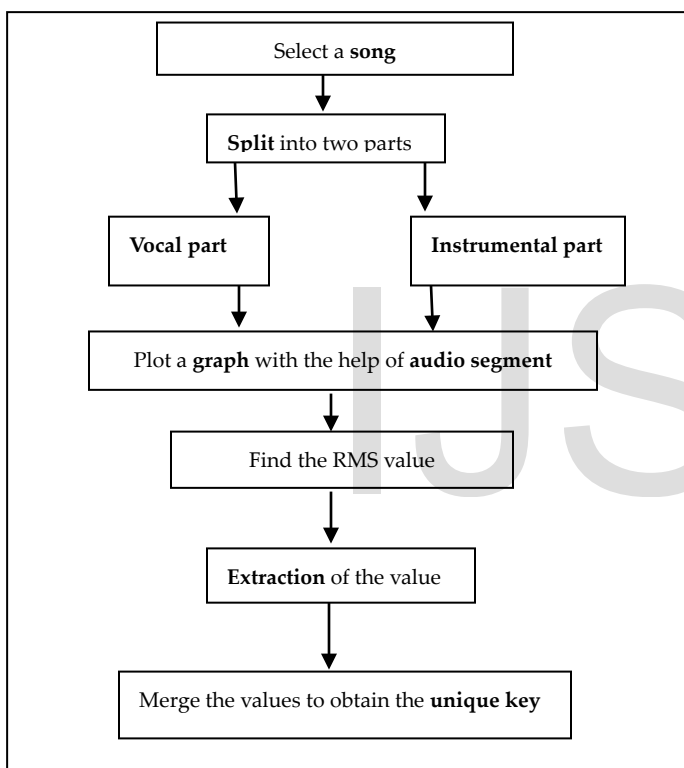 Select a song
Split into two parts
Vocal part
Instrumental part
Plot a graph with the help of audio segment
Find the RMS value
Extraction of the value
Merge the values to obtain the unique key
IJS